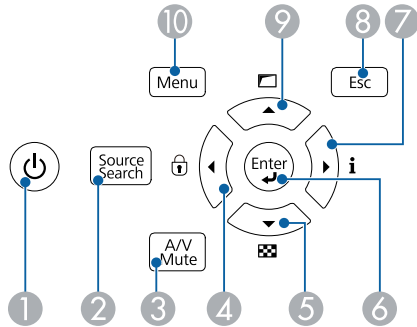 10 9 8 7
Menu
Esc
Source
Search
Enter
i
A/V
Mute
1 2 3 4 5 6